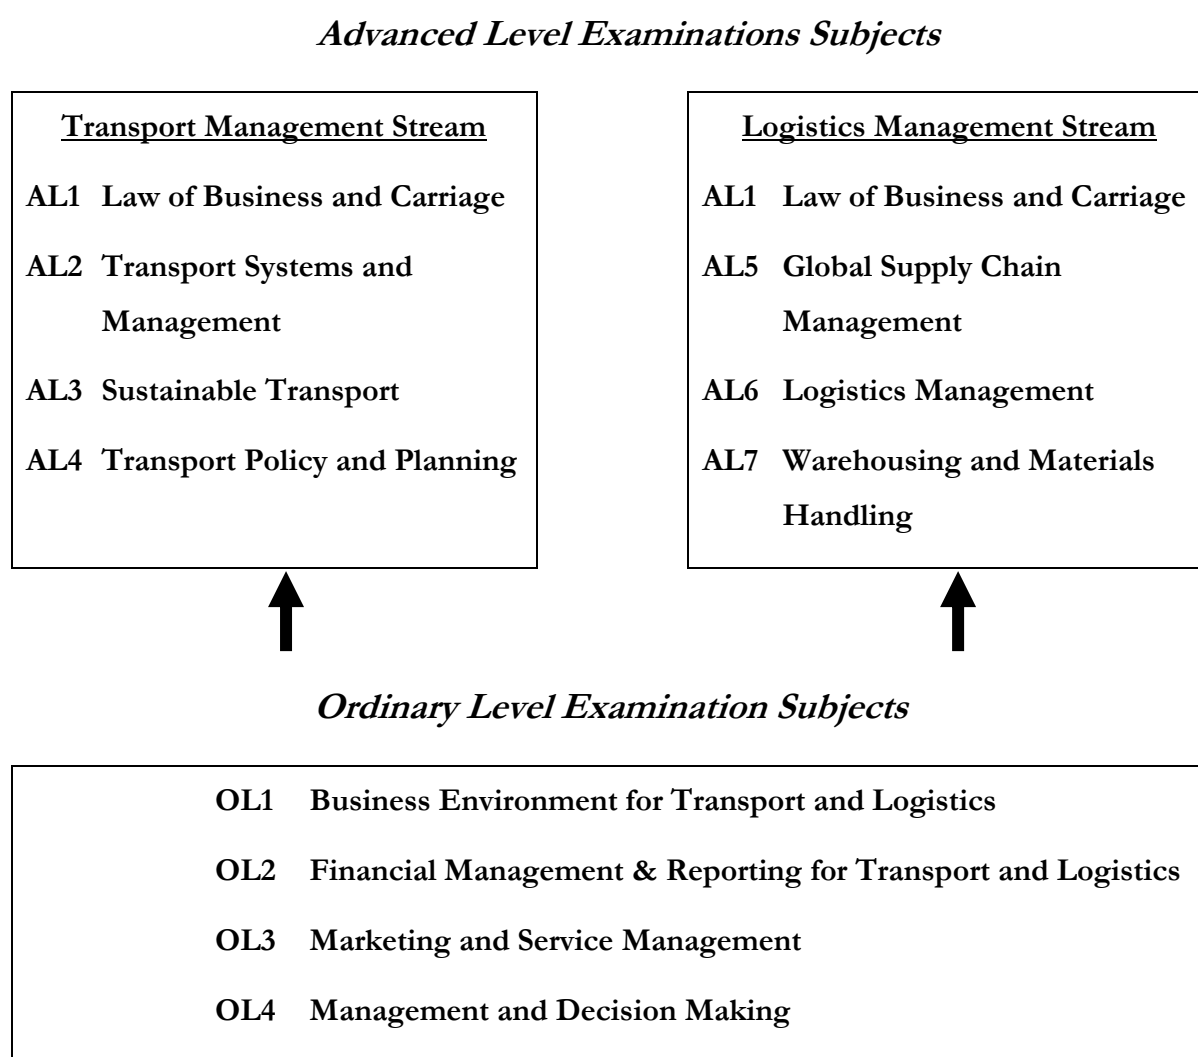 Advanced Level Examinations Subjects
Transport Management Stream
AL1 Law of Business and Carriage
AL2 Transport Systems and
Management
AL3 Sustainable Transport
AL4 Transport Policy and Planning
Logistics Management Stream
AL1 Law of Business and Carriage
AL5 Global Supply Chain
Management
AL6 Logistics Management
AL7 Warehousing and Materials
Handling
Ordinary Level Examination Subjects
OL1 Business Environment for Transport and Logistics
OL2 Financial Management & Reporting for Transport and Logistics
OL3 Marketing and Service Management
OL4 Management and Decision Making